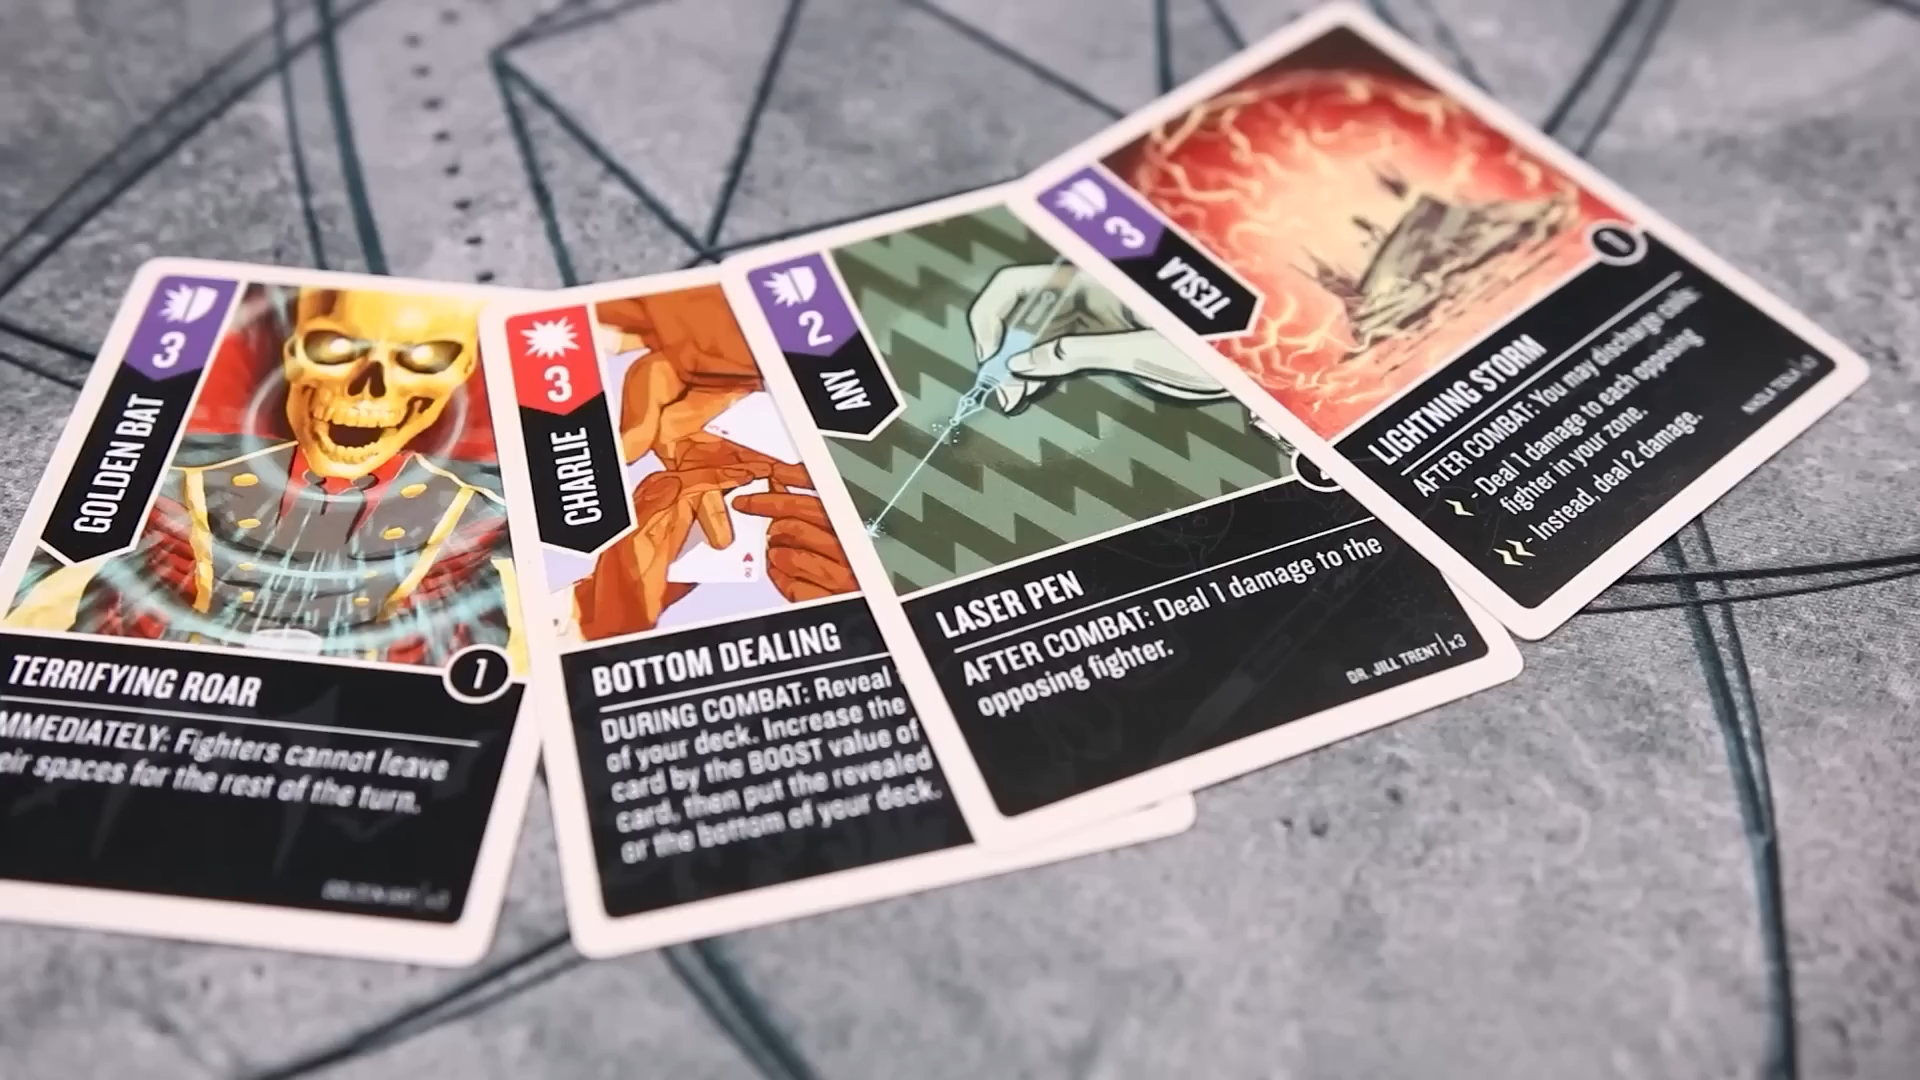 3
GOLDEN BAT
1
TERRIFYING ROAR
MMEDIATELY: Fighters cannot leave
eir spaces for the rest of the turn.
3
CHARLIE
BOTTOM DEALING
DURING COMBAT: Reveal
of your deck. Increase the
card by the BOOST value of
card, then put the revealed
or the bottom of your deck.
2
ANY
LASER PEN
AFTER COMBAT: Deal 1 damage to the
opposing fighter.
DR. JILL TRENT | x3
3
TESLA
1
LIGHTNING STORM
AFTER COMBAT: You may discharge coils:
- Deal 1 damage to each opposing
fighter in your zone.
- Instead, deal 2 damage.
NIKOLA TESLA